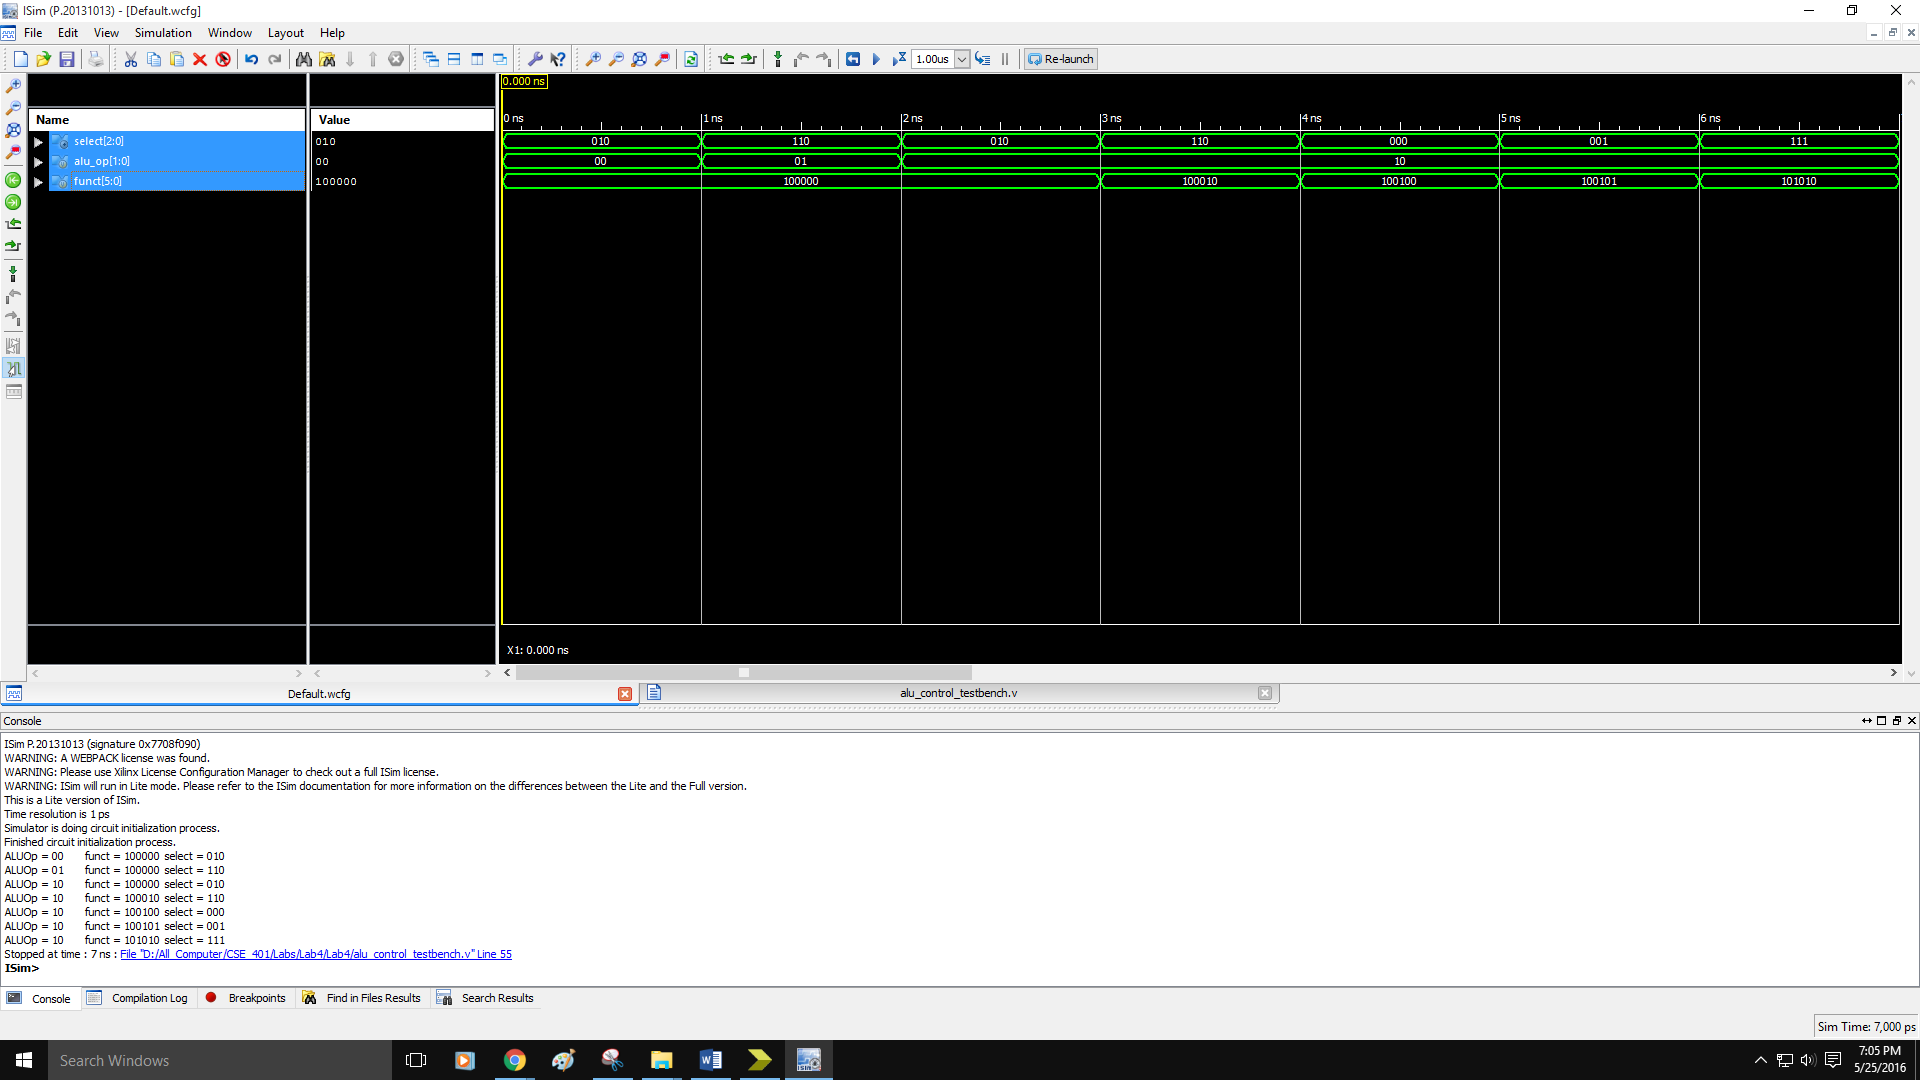 ISim (P.20131013) - [Default.wcfg]
File Edit View Simulation Window Layout Help
1.00us Re-launch
0.000 ns
Name Value
0 ns 1 ns 2 ns 3 ns 4 ns 5 ns 6 ns
select[2:0] 010 010 110 010 110 000 001 111
alu_op[1:0] 00 00 01 10
funct[5:0] 100000 100000 100010 100100 100101 101010
X1: 0.000 ns
Default.wcfg alu_control_testbench.v
Console
ISim P.20131013 (signature 0x7708f090)
WARNING: A WEBPACK license was found.
WARNING: Please use Xilinx License Configuration Manager to check out a full ISim license.
WARNING: ISim will run in Lite mode. Please refer to the ISim documentation for more information on the differences between the Lite and the Full version.
This is a Lite version of ISim.
Time resolution is 1 ps
Simulator is doing circuit initialization process.
Finished circuit initialization process.
ALUOp = 00 funct = 100000 select = 010
ALUOp = 01 funct = 100000 select = 110
ALUOp = 10 funct = 100000 select = 010
ALUOp = 10 funct = 100010 select = 110
ALUOp = 10 funct = 100100 select = 000
ALUOp = 10 funct = 100101 select = 001
ALUOp = 10 funct = 101010 select = 111
Stopped at time : 7 ns : File "D:/All_Computer/CSE_401/Labs/Lab4/Lab4/alu_control_testbench.v" Line 55
ISim>
Console Compilation Log Breakpoints Find in Files Results Search Results
Sim Time: 7,000 ps
Search Windows
7:05 PM
5/25/2016